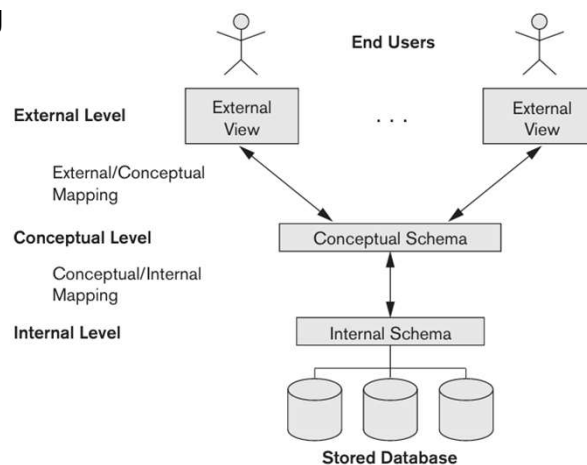 End Users
External Level
External
View
. . .
External
View
External/Conceptual
Mapping
Conceptual Level
Conceptual Schema
Conceptual/Internal
Mapping
Internal Level
Internal Schema
Stored Database